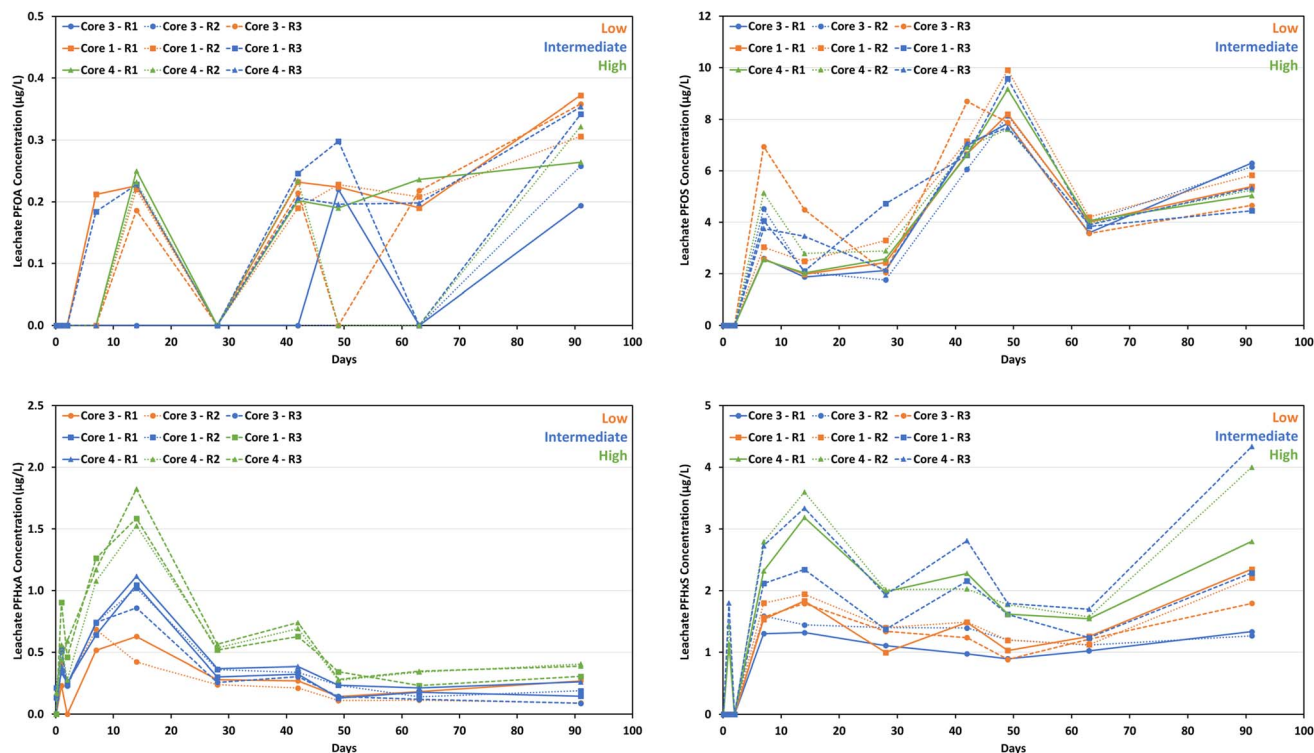 0.5
Core 3 - R1 Core 3 - R2 Core 3 - R3 Low
Core 1 - R1 Core 1 - R2 Core 1 - R3 Intermediate
Core 4 - R1 Core 4 - R2 Core 4 - R3 High
0.4
0.3
0.2
0.1
0.0
Leachate PFOA Concentration (µg/L)
0 10 20 30 40 50 60 70 80 90 100
Days
12
Core 3 - R1 Core 3 - R2 Core 3 - R3 Low
Core 1 - R1 Core 1 - R2 Core 1 - R3 Intermediate
Core 4 - R1 Core 4 - R2 Core 4 - R3 High
10
8
6
4
2
0
Leachate PFOS Concentration (µg/L)
0 10 20 30 40 50 60 70 80 90 100
Days
2.5
Core 3 - R1 Core 3 - R2 Core 3 - R3 Low
Core 1 - R1 Core 1 - R2 Core 1 - R3 Intermediate
Core 4 - R1 Core 4 - R2 Core 4 - R3 High
2.0
1.5
1.0
0.5
0.0
Leachate PFHxA Concentration (µg/L)
0 10 20 30 40 50 60 70 80 90 100
Days
5
Core 3 - R1 Core 3 - R2 Core 3 - R3 Low
Core 1 - R1 Core 1 - R2 Core 1 - R3 Intermediate
Core 4 - R1 Core 4 - R2 Core 4 - R3 High
4
3
2
1
0
Leachate PFHxS Concentration (µg/L)
0 10 20 30 40 50 60 70 80 90 100
Days